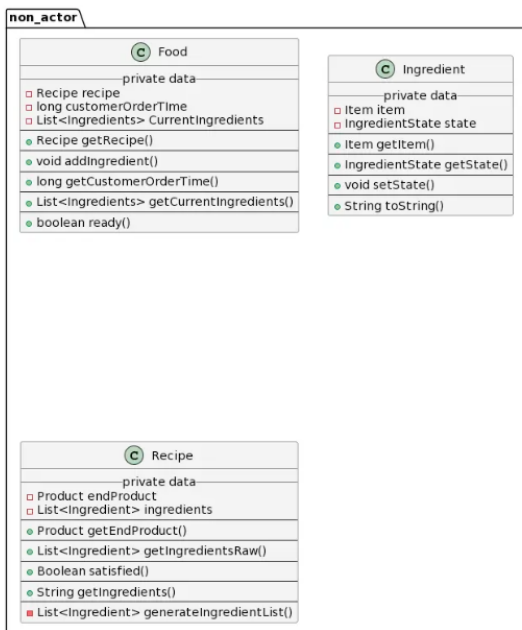 non_actor
C Food
private data
Recipe recipe
long customerOrderTIme
List<Ingredients> CurrentIngredients
Recipe getRecipe()
void addIngredient()
long getCustomerOrderTime()
List<Ingredients> getCurrentIngredients()
boolean ready()
C Ingredient
private data
Item item
IngredientState state
Item getItem()
IngredientState getState()
void setState()
String toString()
C Recipe
private data
Product endProduct
List<Ingredient> ingredients
Product getEndProduct()
List<Ingredient> getIngredientsRaw()
Boolean satisfied()
String getIngredients()
List<Ingredient> generateIngredientList()